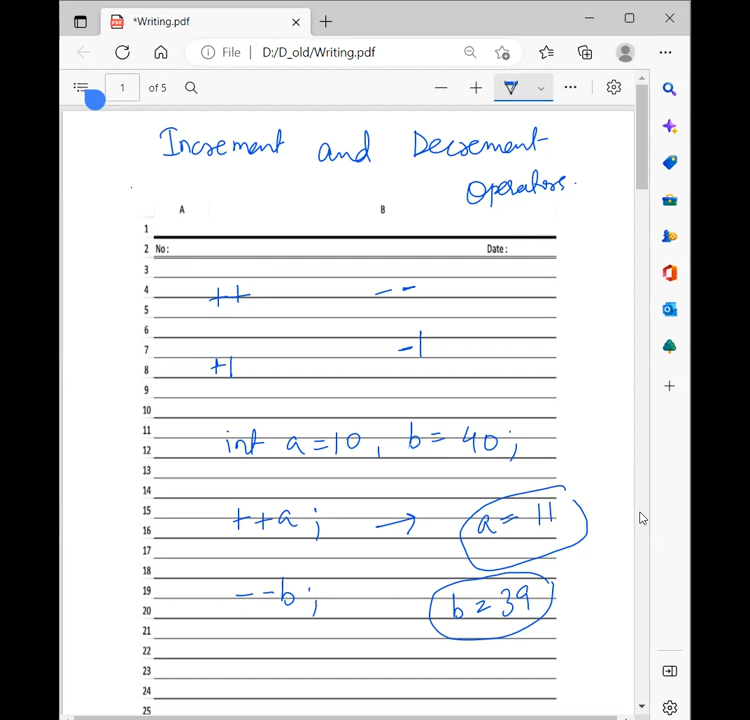 *Writing.pdf
File D:/D_old/Writing.pdf
1 of 5
Increment and Decrement
Operators.
A B
1
2 No: Date:
3
4 ++ --
5
6
7 -1
8 +1
9
10
11
12 int a=10, b=40;
13
14
15
16 ++a; → a=11
17
18
19
20 --b; b=39
21
22
23
24
25